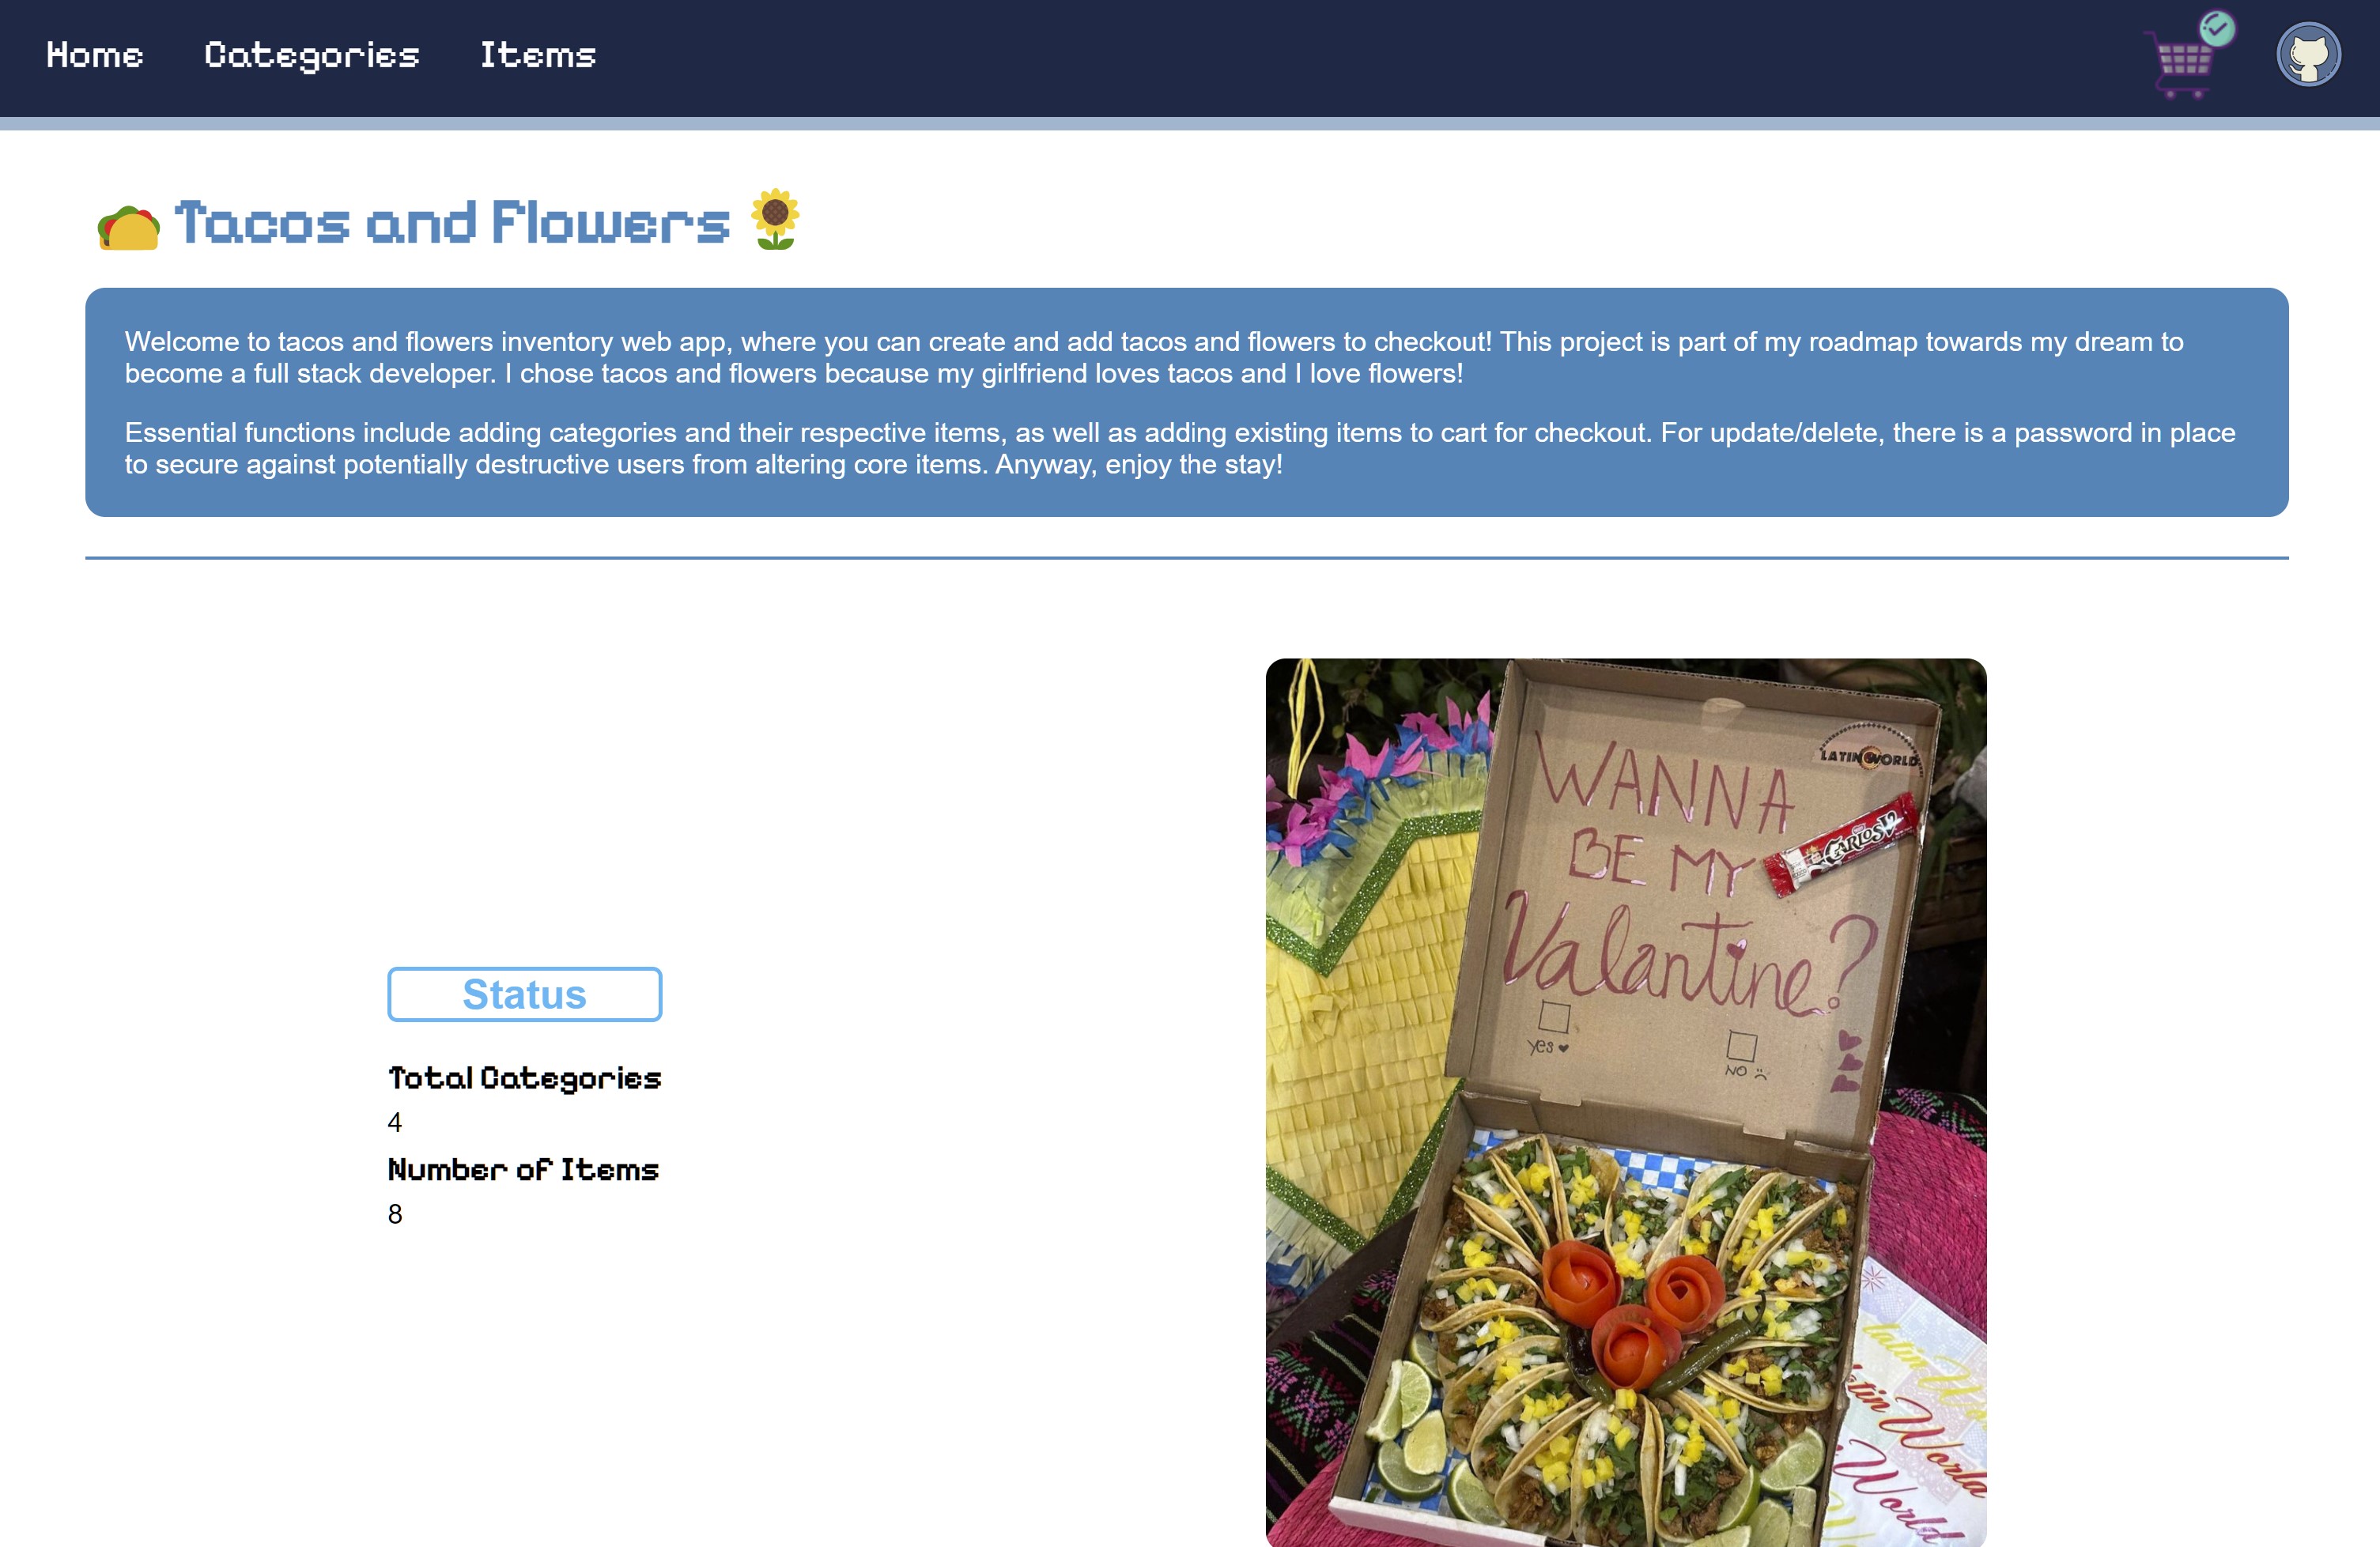 Home Categories Items
Tacos and Flowers
Welcome to tacos and flowers inventory web app, where you can create and add tacos and flowers to checkout! This project is part of my roadmap towards my dream to
become a full stack developer. I chose tacos and flowers because my girlfriend loves tacos and I love flowers!
Essential functions include adding categories and their respective items, as well as adding existing items to cart for checkout. For update/delete, there is a password in place
to secure against potentially destructive users from altering core items. Anyway, enjoy the stay!
Status
Total Categories
4
Number of Items
8
LATIN WORLD
WANNA
BE MY
CARLOS V
Valantine?
yes
NO
latin Wo
tin World
World